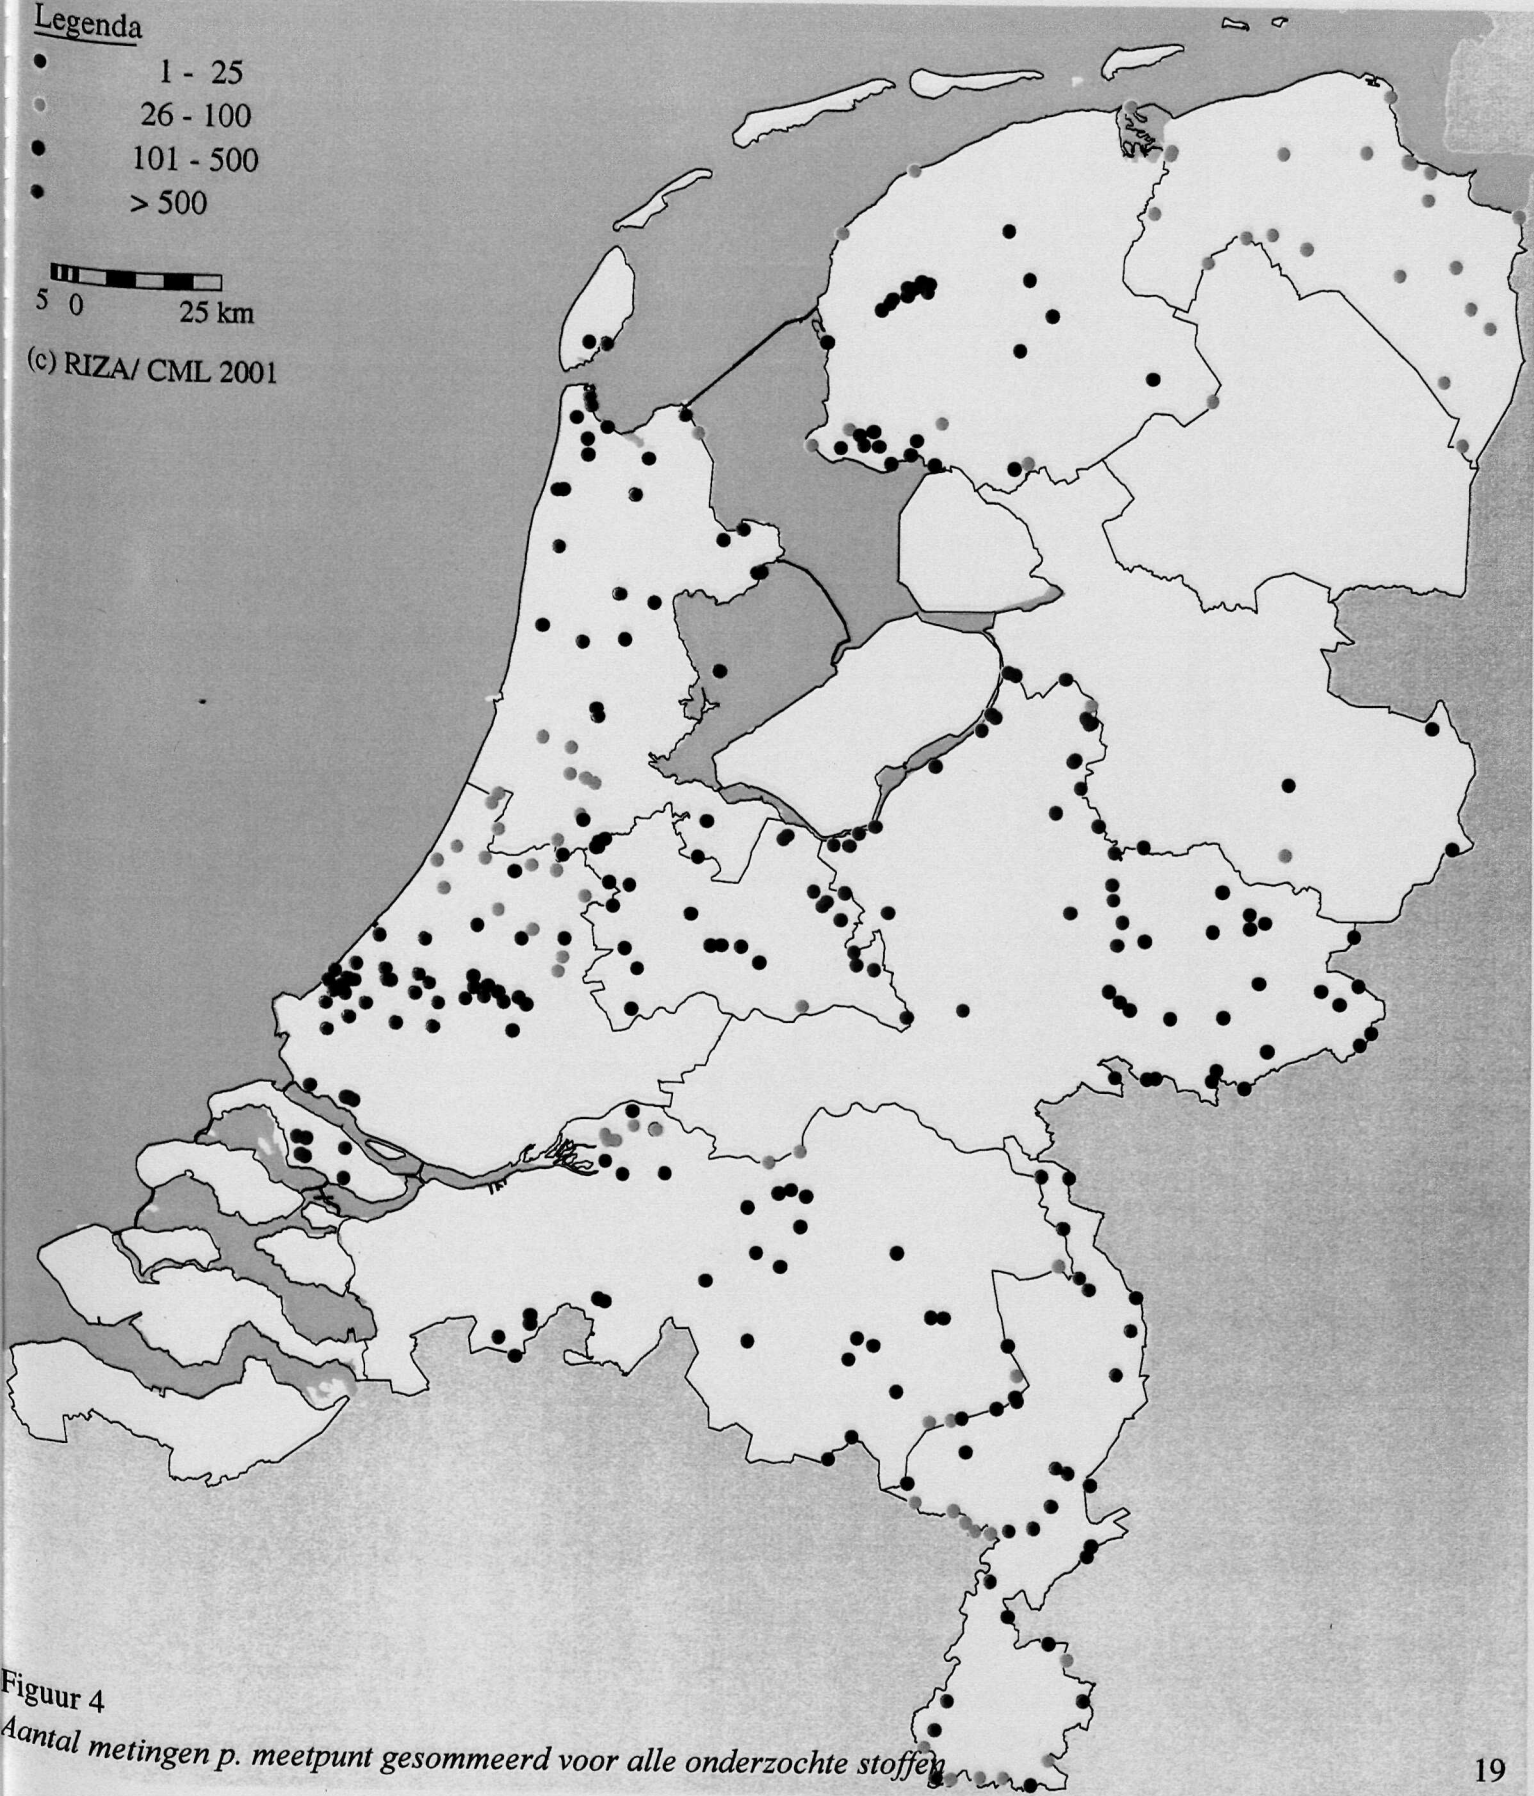 Legenda
1 - 25
26 - 100
101 - 500
> 500
5 0 25 km
(c) RIZA/ CML 2001
Figuur 4
Aantal metingen p. meetpunt gesommeerd voor alle onderzochte stoffen
19